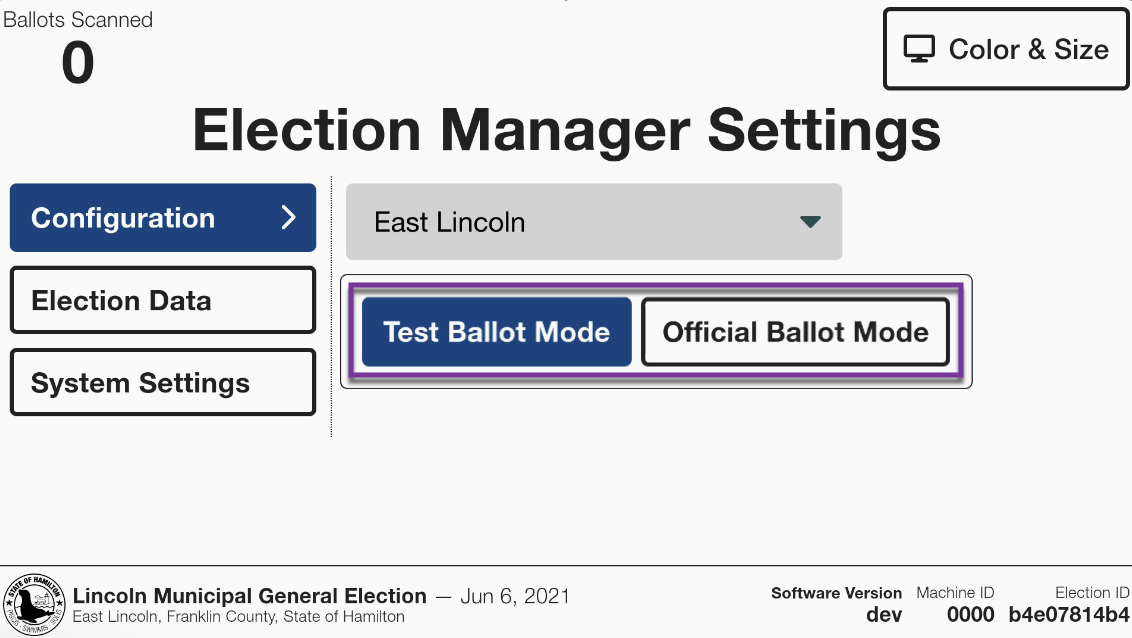 Ballots Scanned
0
Color & Size
Election Manager Settings
Configuration
Election Data
System Settings
East Lincoln
Test Ballot Mode
Official Ballot Mode
STATE OF HAMILTON
Lincoln Municipal General Election — Jun 6, 2021
East Lincoln, Franklin County, State of Hamilton
Software Version
dev
Machine ID
0000
Election ID
b4e07814b4